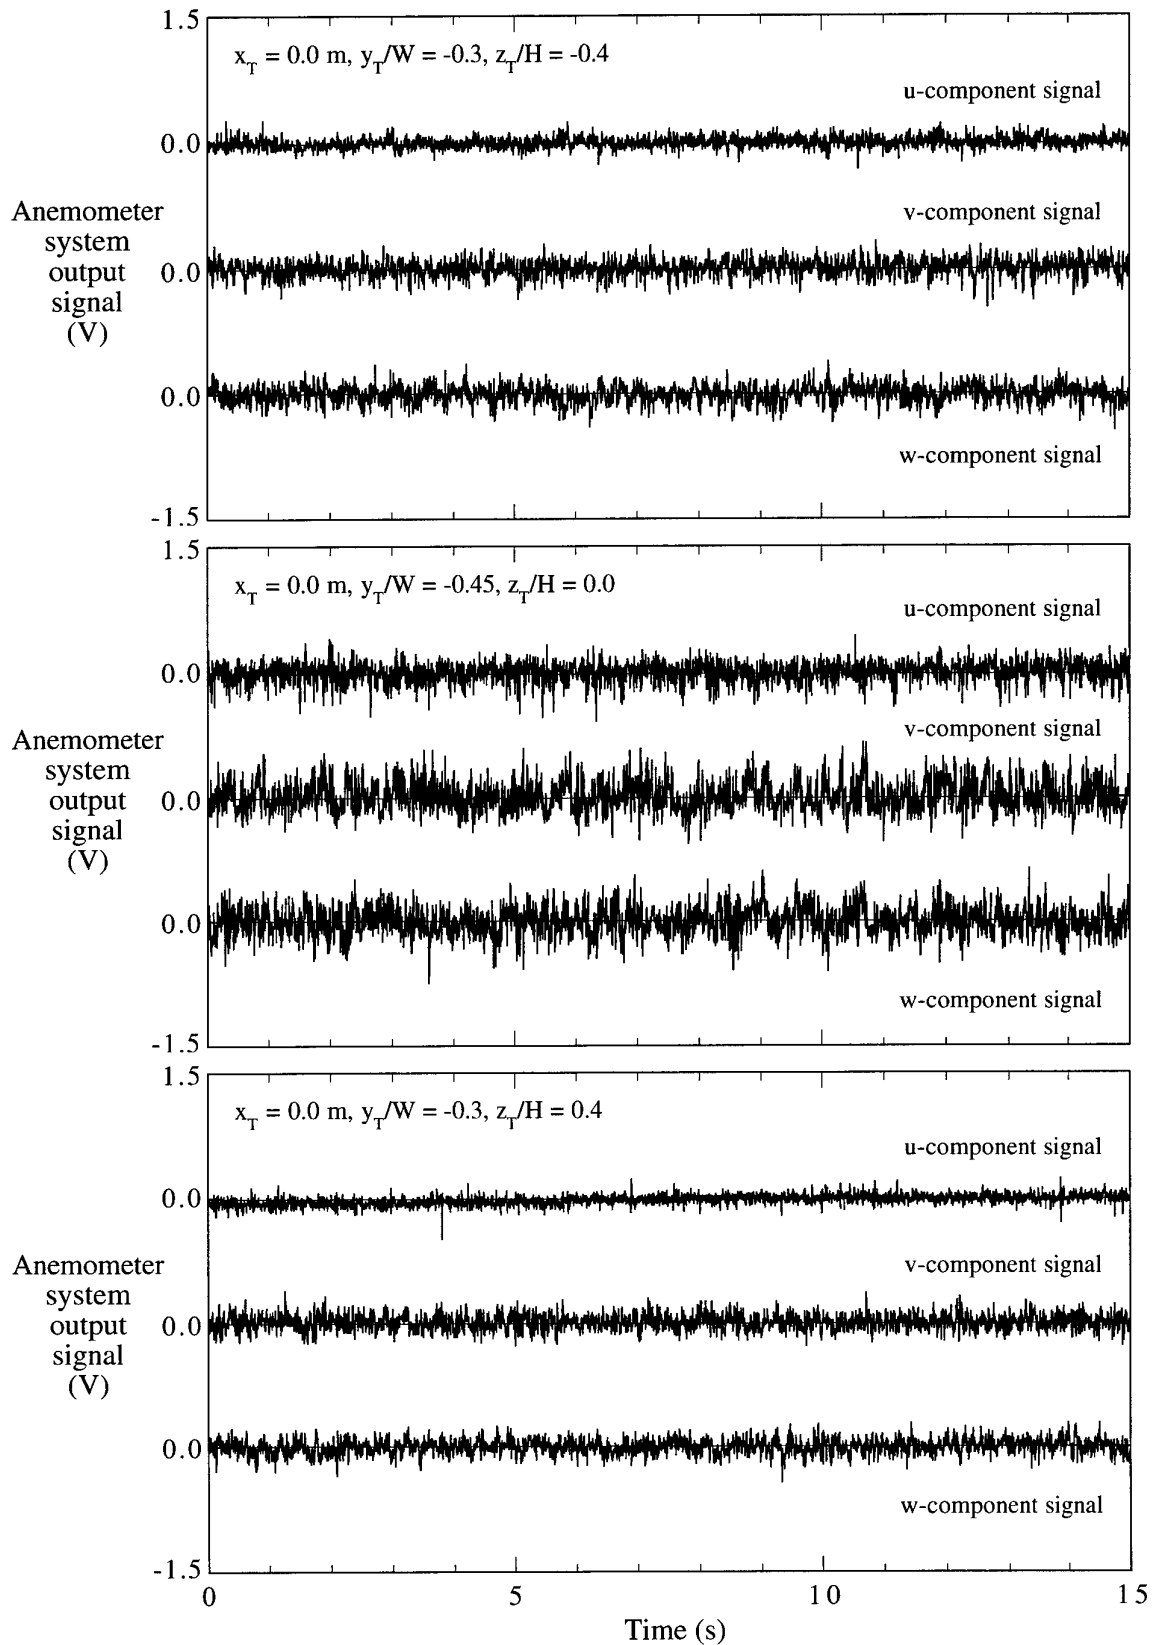 1.5
x_T = 0.0 m, y_T/W = -0.3, z_T/H = -0.4
u-component signal
0.0
v-component signal
Anemometer
system
output
signal
(V)
0.0
0.0
w-component signal
-1.5
1.5
x_T = 0.0 m, y_T/W = -0.45, z_T/H = 0.0
u-component signal
0.0
v-component signal
Anemometer
system
output
signal
(V)
0.0
0.0
w-component signal
-1.5
1.5
x_T = 0.0 m, y_T/W = -0.3, z_T/H = 0.4
u-component signal
0.0
v-component signal
Anemometer
system
output
signal
(V)
0.0
0.0
w-component signal
-1.5
0 5 10 15
Time (s)